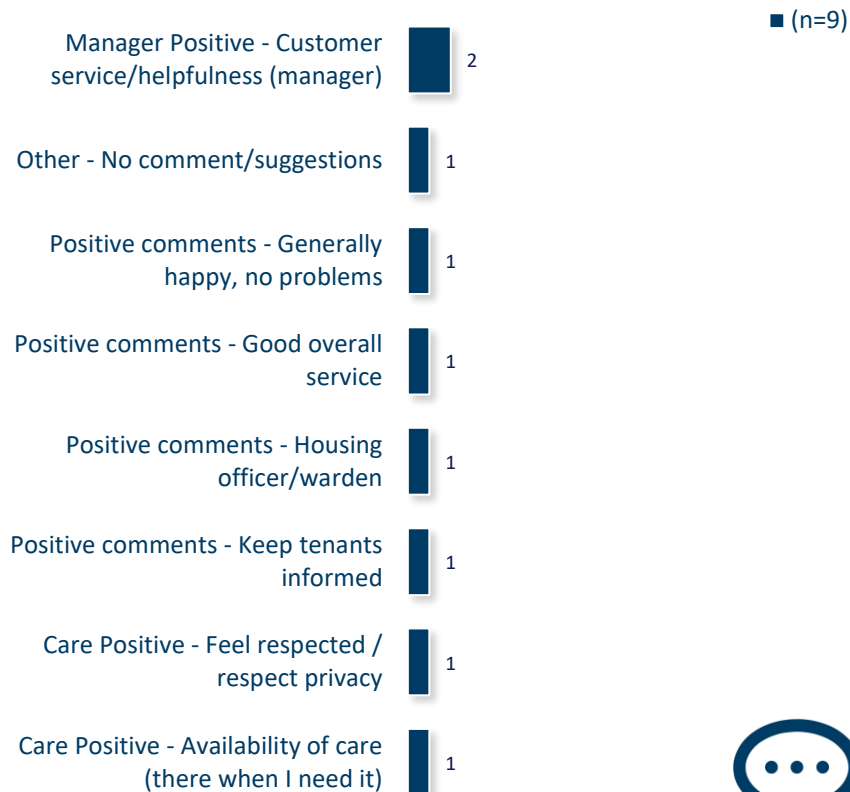 (n=9)
Manager Positive - Customer
service/helpfulness (manager)
2
Other - No comment/suggestions
1
Positive comments - Generally
happy, no problems
1
Positive comments - Good overall
service
1
Positive comments - Housing
officer/warden
1
Positive comments - Keep tenants
informed
1
Care Positive - Feel respected /
respect privacy
1
Care Positive - Availability of care
(there when I need it)
1